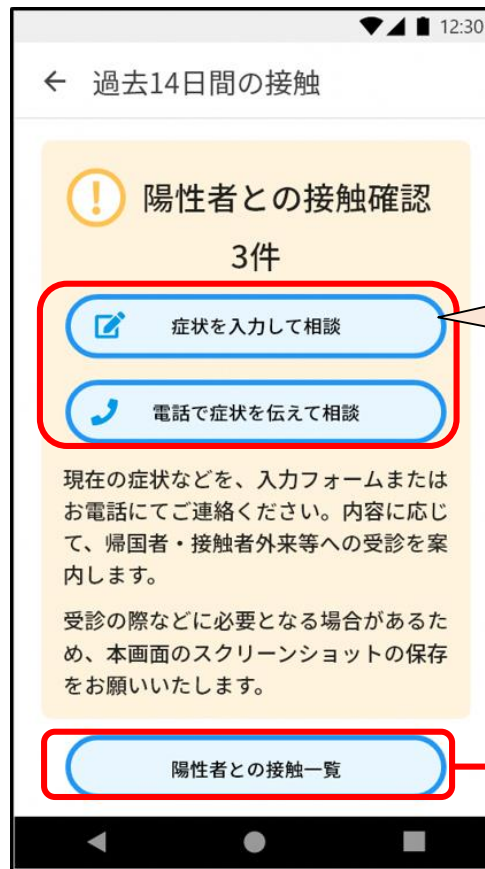 12:30
← 過去14日間の接触
陽性者との接触確認
3件
症状を入力して相談
電話で症状を伝えて相談
現在の症状などを、入力フォームまたは
お電話にてご連絡ください。内容に応じ
て、帰国者・接触者外来等への受診を案
内します。
受診の際などに必要となる場合があるた
め、本画面のスクリーンショットの保存
をお願いいたします。
陽性者との接触一覧